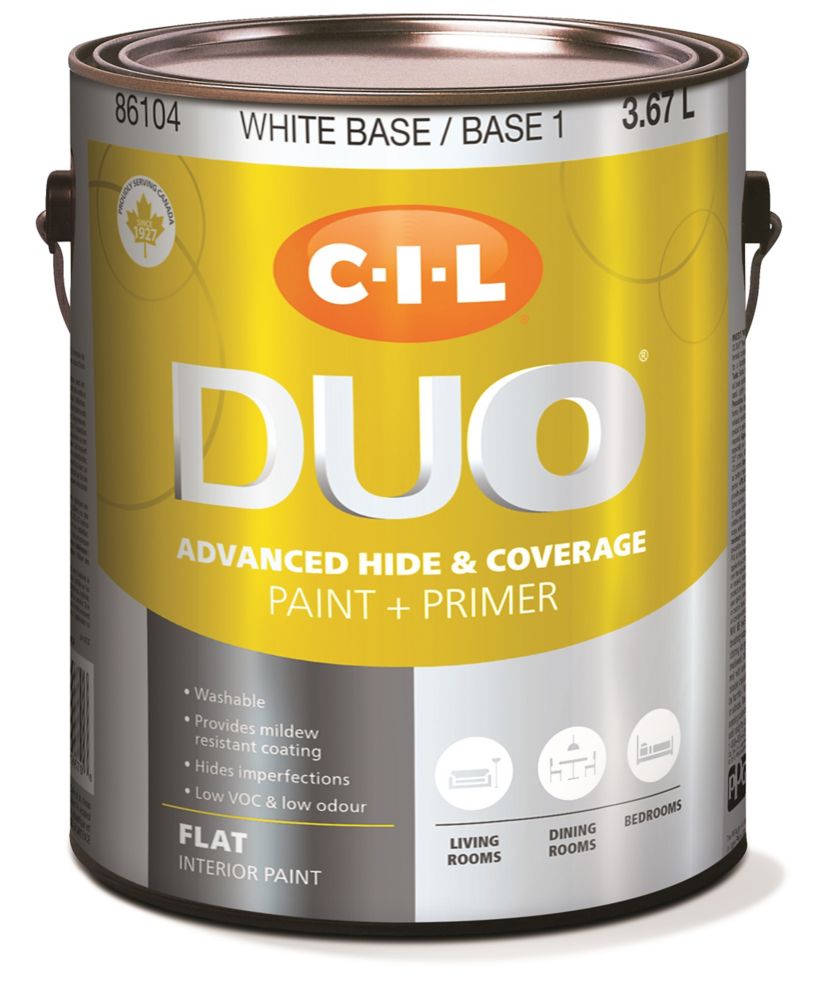 86104
WHITE BASE / BASE 1
3.67 L
PROUDLY SERVING CANADA
SINCE
1927
C·I·L
®
DUO®
ADVANCED HIDE & COVERAGE
PAINT + PRIMER
• Washable
• Provides mildew
resistant coating
• Hides imperfections
• Low VOC & low odour
FLAT
INTERIOR PAINT
LIVING
ROOMS
DINING
ROOMS
BEDROOMS